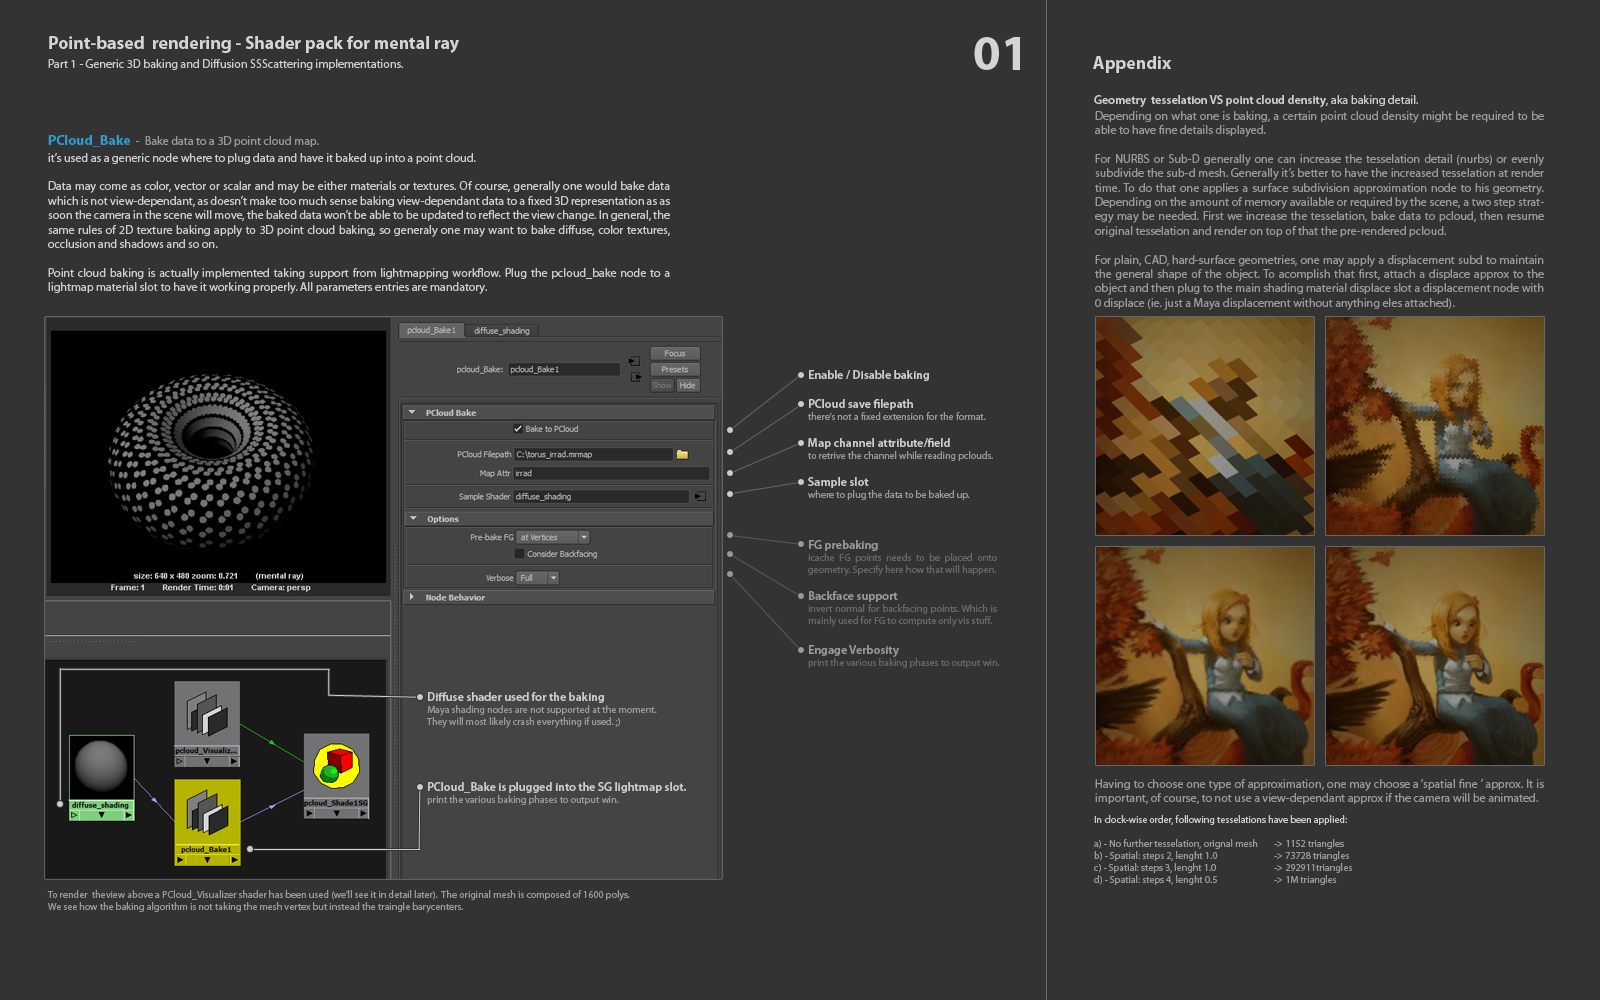 Point-based rendering - Shader pack for mental ray
Part 1 - Generic 3D baking and Diffusion SSScattering implementations.
01
PCloud_Bake - Bake data to a 3D point cloud map.
it's used as a generic node where to plug data and have it baked up into a point cloud.
Data may come as color, vector or scalar and may be either materials or textures. Of course, generally one would bake data
which is not view-dependant, as doesn't make too much sense baking view-dependant data to a fixed 3D representation as as
soon the camera in the scene will move, the baked data won't be able to be updated to reflect the view change. In general, the
same rules of 2D texture baking apply to 3D point cloud baking, so generaly one may want to bake diffuse, color textures,
occlusion and shadows and so on.
Point cloud baking is actually implemented taking support from lightmapping workflow. Plug the pcloud_bake node to a
lightmap material slot to have it working properly. All parameters entries are mandatory.
size: 640 x 480 zoom: 0.721 (mental ray)
Frame: 1 Render Time: 0:01 Camera: persp
pcloud_Bake1 diffuse_shading
pcloud_Bake: pcloud_Bake1
Focus
Presets
Show Hide
PCloud Bake
Bake to PCloud
PCloud Filepath C:\torus_irrad.mrmap
Map Attr irrad
Sample Shader diffuse_shading
Options
Pre-bake FG at Vertices
Consider Backfacing
Verbose Full
Node Behavior
Enable / Disable baking
PCloud save filepath
there's not a fixed extension for the format.
Map channel attribute/field
to retrive the channel while reading pclouds.
Sample slot
where to plug the data to be baked up.
FG prebaking
icache FG points needs to be placed onto
geometry. Specify here how that will happen.
Backface support
invert normal for backfacing points. Which is
mainly used for FG to compute only vis stuff.
Engage Verbosity
print the various baking phases to output win.
diffuse_shading
pcloud_Visualiz...
pcloud_Bake1
pcloud_Shade1SG
Diffuse shader used for the baking
Maya shading nodes are not supported at the moment.
They will most likely crash everything if used. ;)
PCloud_Bake is plugged into the SG lightmap slot.
print the various baking phases to output win.
To render theview above a PCloud_Visualizer shader has been used (we'll see it in detail later). The original mesh is composed of 1600 polys.
We see how the baking algorithm is not taking the mesh vertex but instead the traingle barycenters.
Appendix
Geometry tesselation VS point cloud density, aka baking detail.
Depending on what one is baking, a certain point cloud density might be required to be
able to have fine details displayed.
For NURBS or Sub-D generally one can increase the tesselation detail (nurbs) or evenly
subdivide the sub-d mesh. Generally it's better to have the increased tesselation at render
time. To do that one applies a surface subdivision approximation node to his geometry.
Depending on the amount of memory available or required by the scene, a two step strat-
egy may be needed. First we increase the tesselation, bake data to pcloud, then resume
original tesselation and render on top of that the pre-rendered pcloud.
For plain, CAD, hard-surface geometries, one may apply a displacement subd to maintain
the general shape of the object. To acomplish that first, attach a displace approx to the
object and then plug to the main shading material displace slot a displacement node with
0 displace (ie. just a Maya displacement without anything eles attached).
Having to choose one type of approximation, one may choose a 'spatial fine ' approx. It is
important, of course, to not use a view-dependant approx if the camera will be animated.
In clock-wise order, following tesselations have been applied:
a) - No further tesselation, orignal mesh -> 1152 triangles
b) - Spatial: steps 2, lenght 1.0 -> 73728 triangles
c) - Spatial: steps 3, lenght 1.0 -> 292911triangles
d) - Spatial: steps 4, lenght 0.5 -> 1M triangles